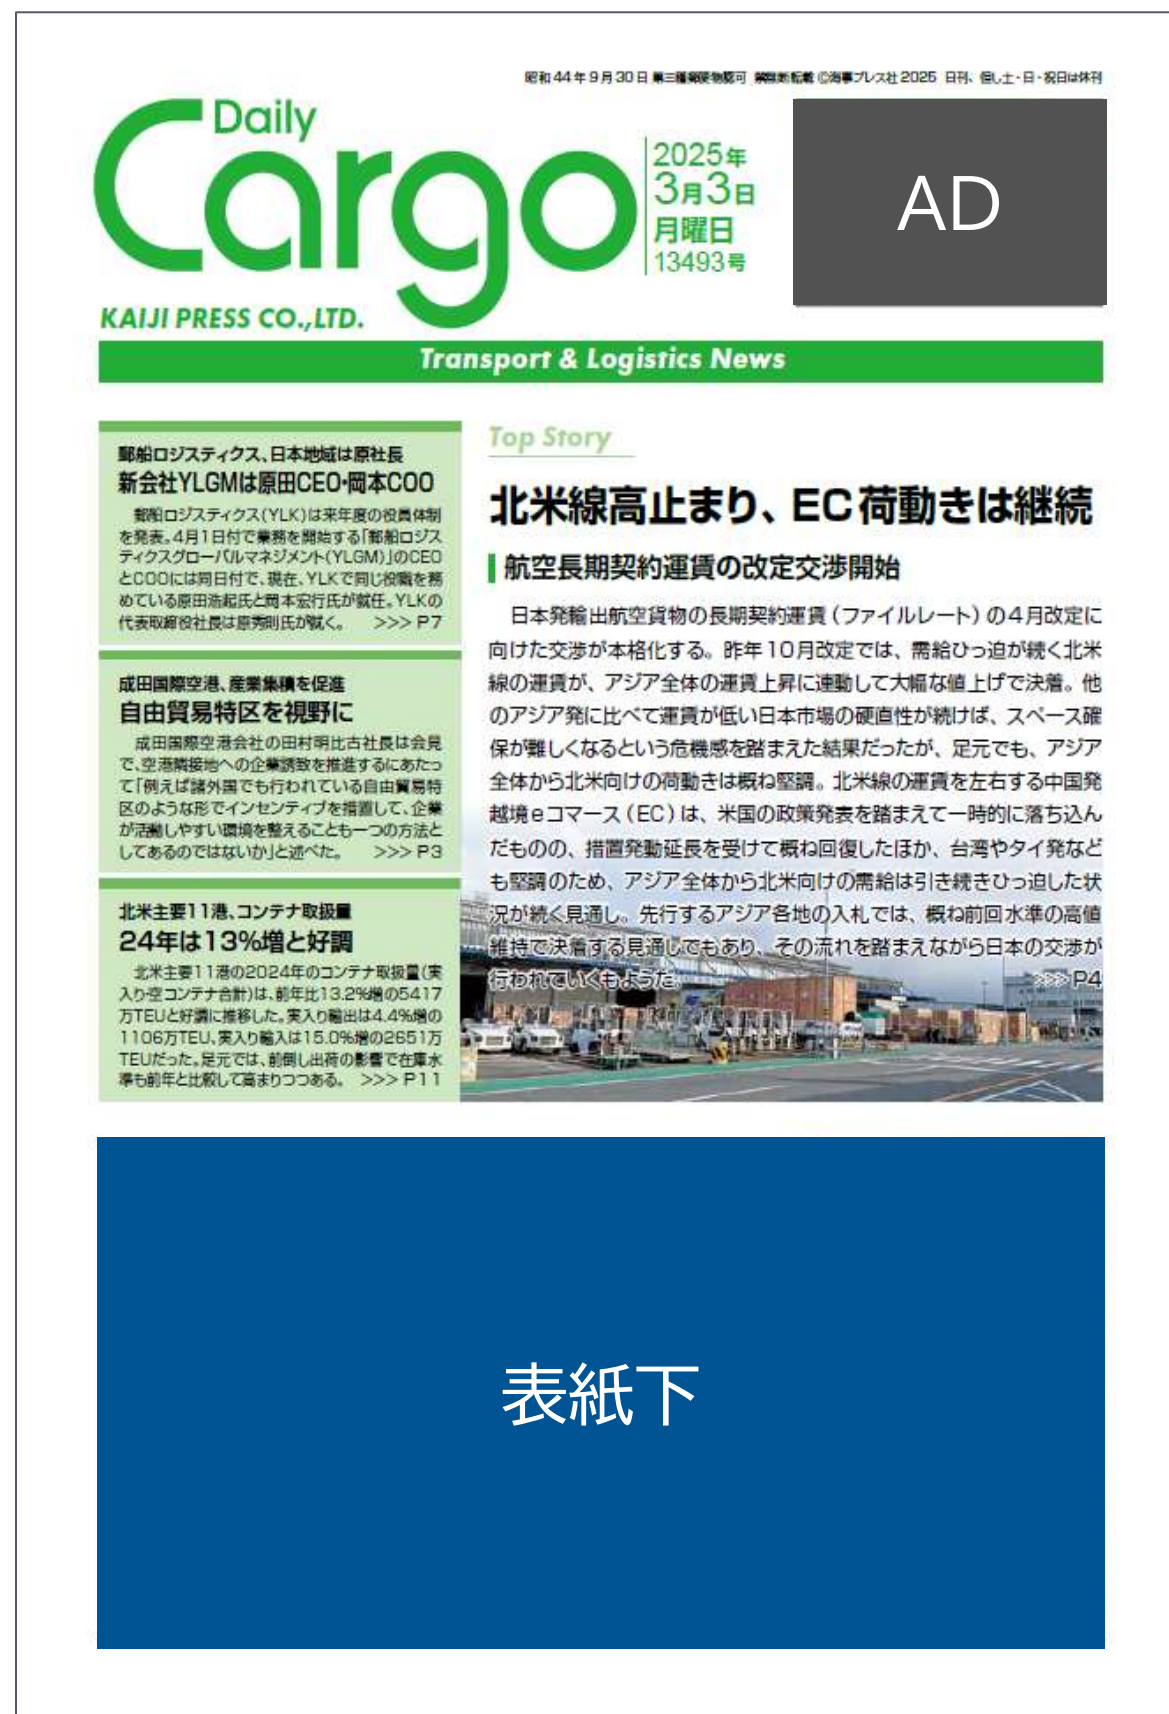 昭和44年9月30日 第三種郵便物認可 禁無断転載 ©海事プレス社2025 日刊、但し土・日・祝日は休刊
Daily
Cargo
2025年
3月3日
月曜日
13493号
AD
KAIJI PRESS CO.,LTD.
Transport & Logistics News
郵船ロジスティクス、日本地域は原社長
新会社YLGMは原田CEO・岡本COO
郵船ロジスティクス(YLK)は来年度の役員体制
を発表。4月1日付で業務を開始する「郵船ロジス
ティクスグローバルマネジメント(YLGM)」のCEO
とCOOには同日付で、現在、YLKで同じ役職を務
めている原田浩起氏と岡本宏行氏が就任。YLKの
代表取締役社長は原秀則氏が就く。 >>> P7
成田国際空港、産業集積を促進
自由貿易特区を視野に
成田国際空港会社の田村明比古社長は会見
で、空港隣接地への企業誘致を推進するにあたっ
て「例えば諸外国でも行われている自由貿易特
区のような形でインセンティブを措置して、企業
が活動しやすい環境を整えることも一つの方法と
してあるのではないか」と述べた。 >>> P3
北米主要11港、コンテナ取扱量
24年は13%増と好調
北米主要11港の2024年のコンテナ取扱量(実
入り・空コンテナ合計)は、前年比13.2%増の5417
万TEUと好調に推移した。実入り輸出は4.4%増の
1106万TEU、実入り輸入は15.0%増の2651万
TEUだった。足元では、前倒し出荷の影響で在庫水
準も前年と比較して高まりつつある。 >>> P11
Top Story
北米線高止まり、EC荷動きは継続
航空長期契約運賃の改定交渉開始
日本発輸出航空貨物の長期契約運賃(ファイルレート)の4月改定に
向けた交渉が本格化する。昨年10月改定では、需給ひっ迫が続く北米
線の運賃が、アジア全体の運賃上昇に連動して大幅な値上げで決着。他
のアジア発に比べて運賃が低い日本市場の硬直性が続けば、スペース確
保が難しくなるという危機感を踏まえた結果だったが、足元でも、アジア
全体から北米向けの荷動きは概ね堅調。北米線の運賃を左右する中国発
越境eコマース(EC)は、米国の政策発表を踏まえて一時的に落ち込ん
だものの、措置発動延長を受けて概ね回復したほか、台湾やタイ発など
も堅調のため、アジア全体から北米向けの需給は引き続きひっ迫した状
況が続く見通し。先行するアジア各地の入札では、概ね前回水準の高値
維持で決着する見通しでもあり、その流れを踏まえながら日本の交渉が
行われていくもようだ。 >>>P4
表紙下